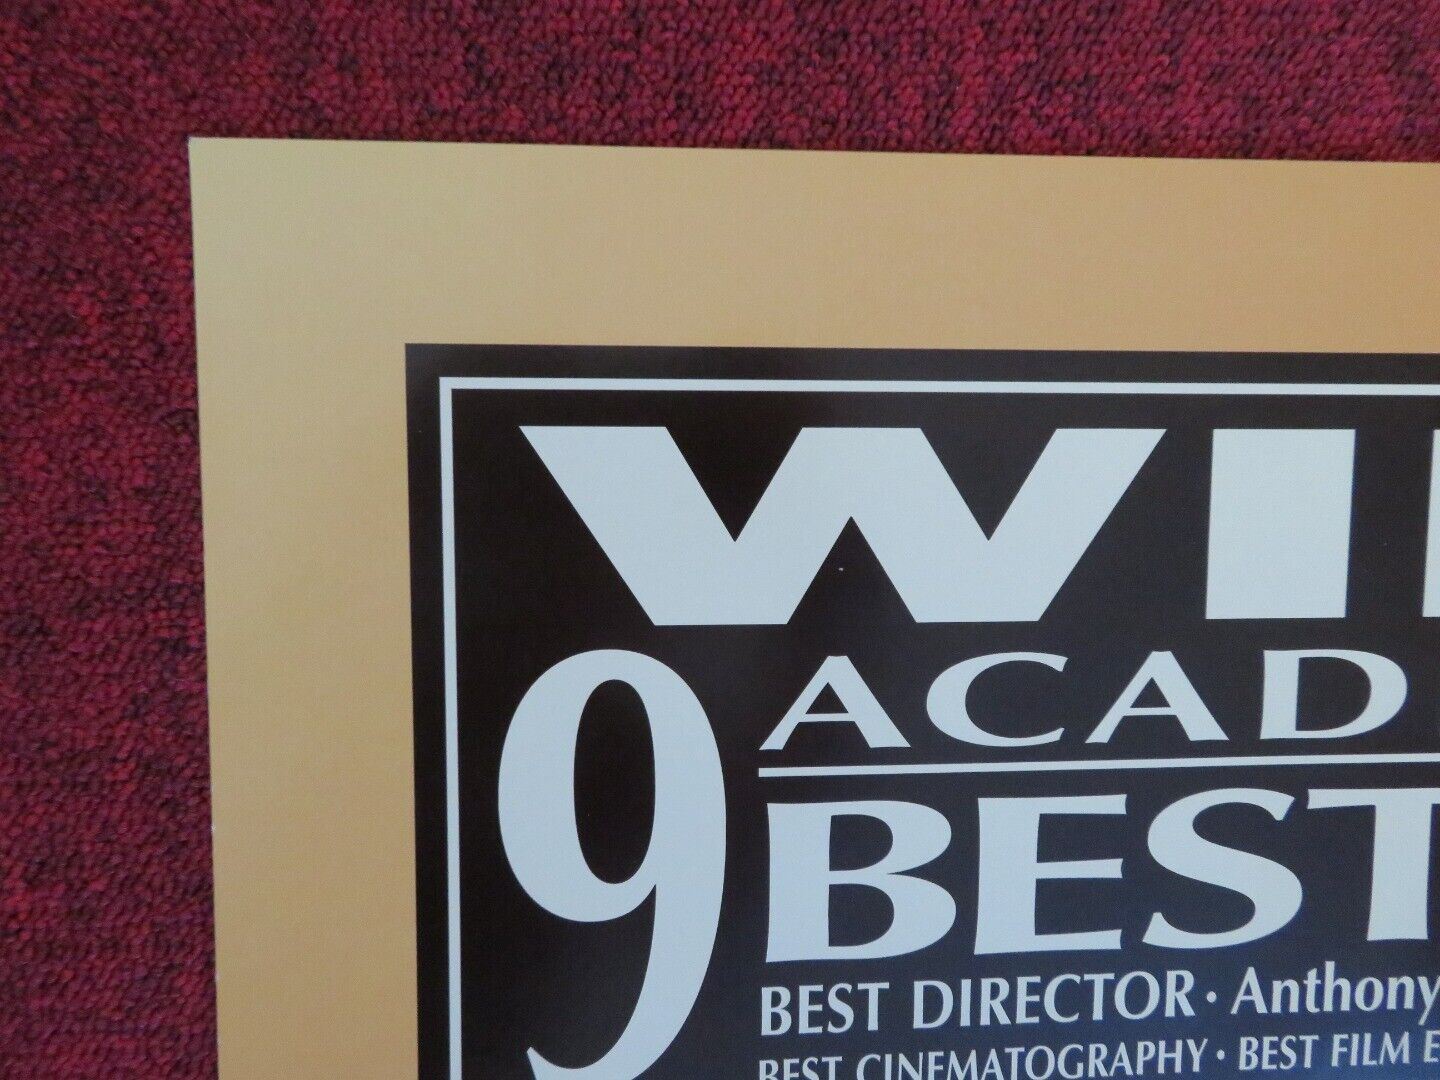 WI
9 ACAD
BEST
BEST DIRECTOR · Anthony
BEST CINEMATOGRAPHY · BEST FILM E